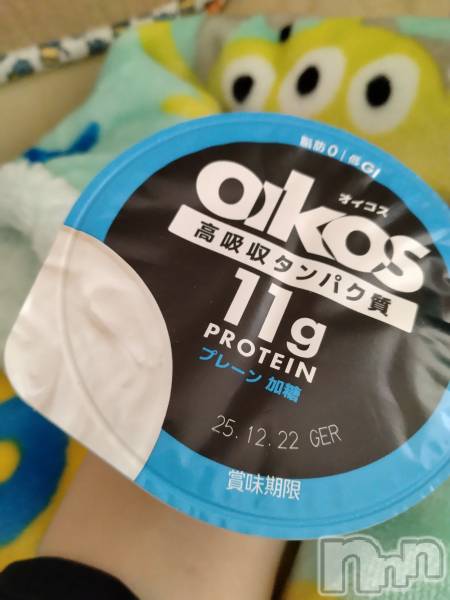 脂肪0 | 低GI
oikos
オイコス
高吸収タンパク質
11g
PROTEIN
プレーン 加糖
25.12.22 GER
賞味期限
nnn